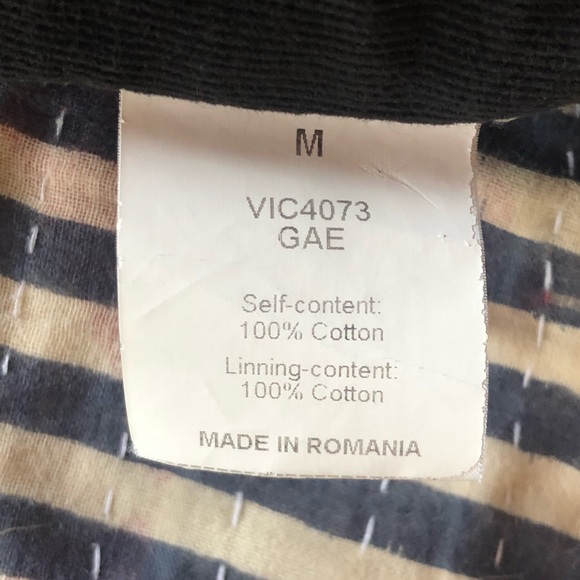 M
VIC4073
GAE
Self-content:
100% Cotton
Linning-content:
100% Cotton
MADE IN ROMANIA